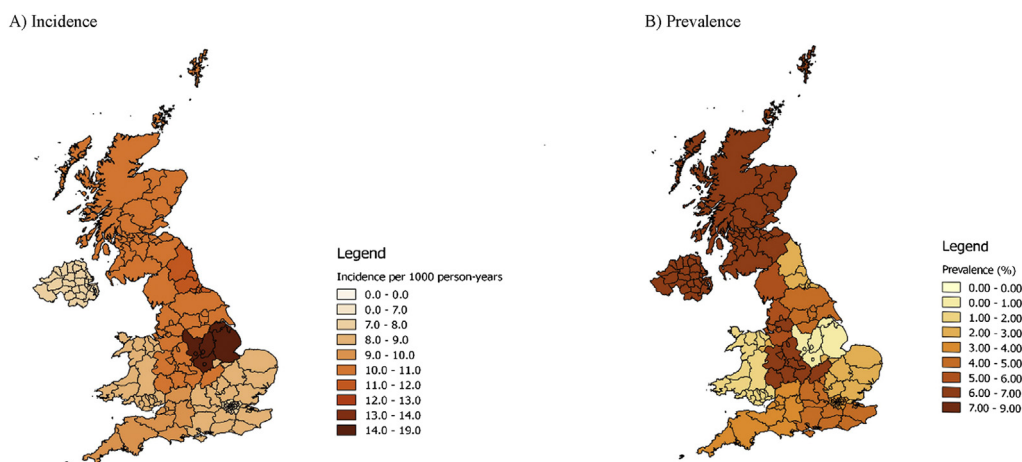 A) Incidence
B) Prevalence
Legend
Incidence per 1000 person-years
0.0 - 0.0
0.0 - 7.0
7.0 - 8.0
8.0 - 9.0
9.0 - 10.0
10.0 - 11.0
11.0 - 12.0
12.0 - 13.0
13.0 - 14.0
14.0 - 19.0
Legend
Prevalence (%)
0.00 - 0.00
0.00 - 1.00
1.00 - 2.00
2.00 - 3.00
3.00 - 4.00
4.00 - 5.00
5.00 - 6.00
6.00 - 7.00
7.00 - 9.00